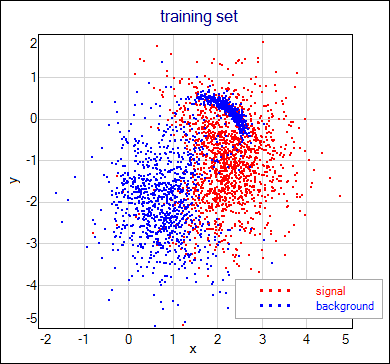 training set
2
1
0
-1
-2
-3
-4
-5
y
-2 -1 0 1 2 3 4 5
x
signal
background